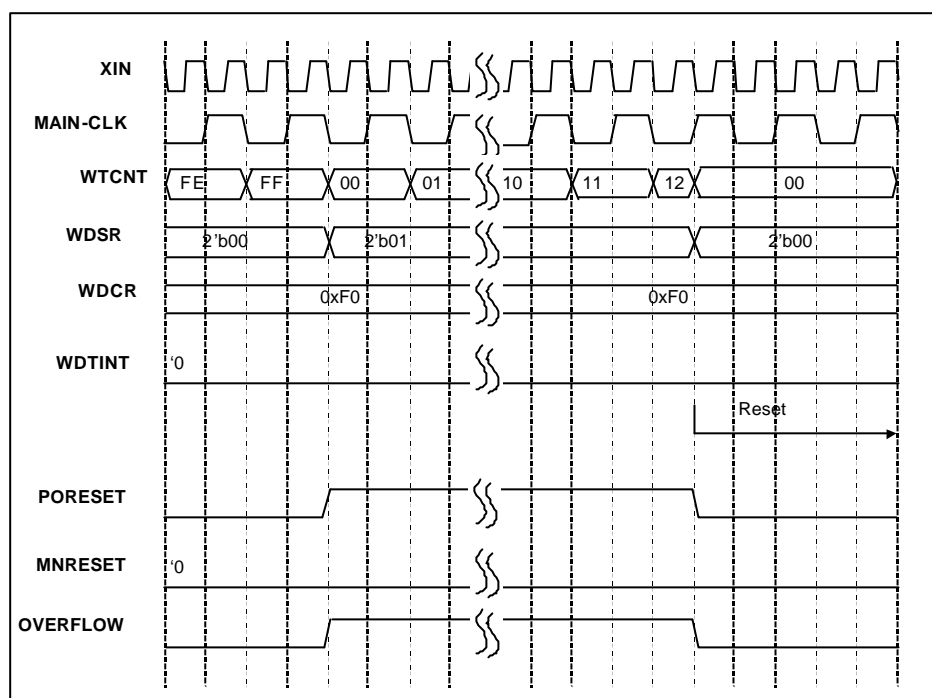 XIN
MAIN-CLK
WTCNT FE FF 00 01 10 11 12 00
WDSR 2'b00 2'b01 2'b00
WDCR 0xF0 0xF0
WDTINT '0
Reset
PORESET
MNRESET '0
OVERFLOW